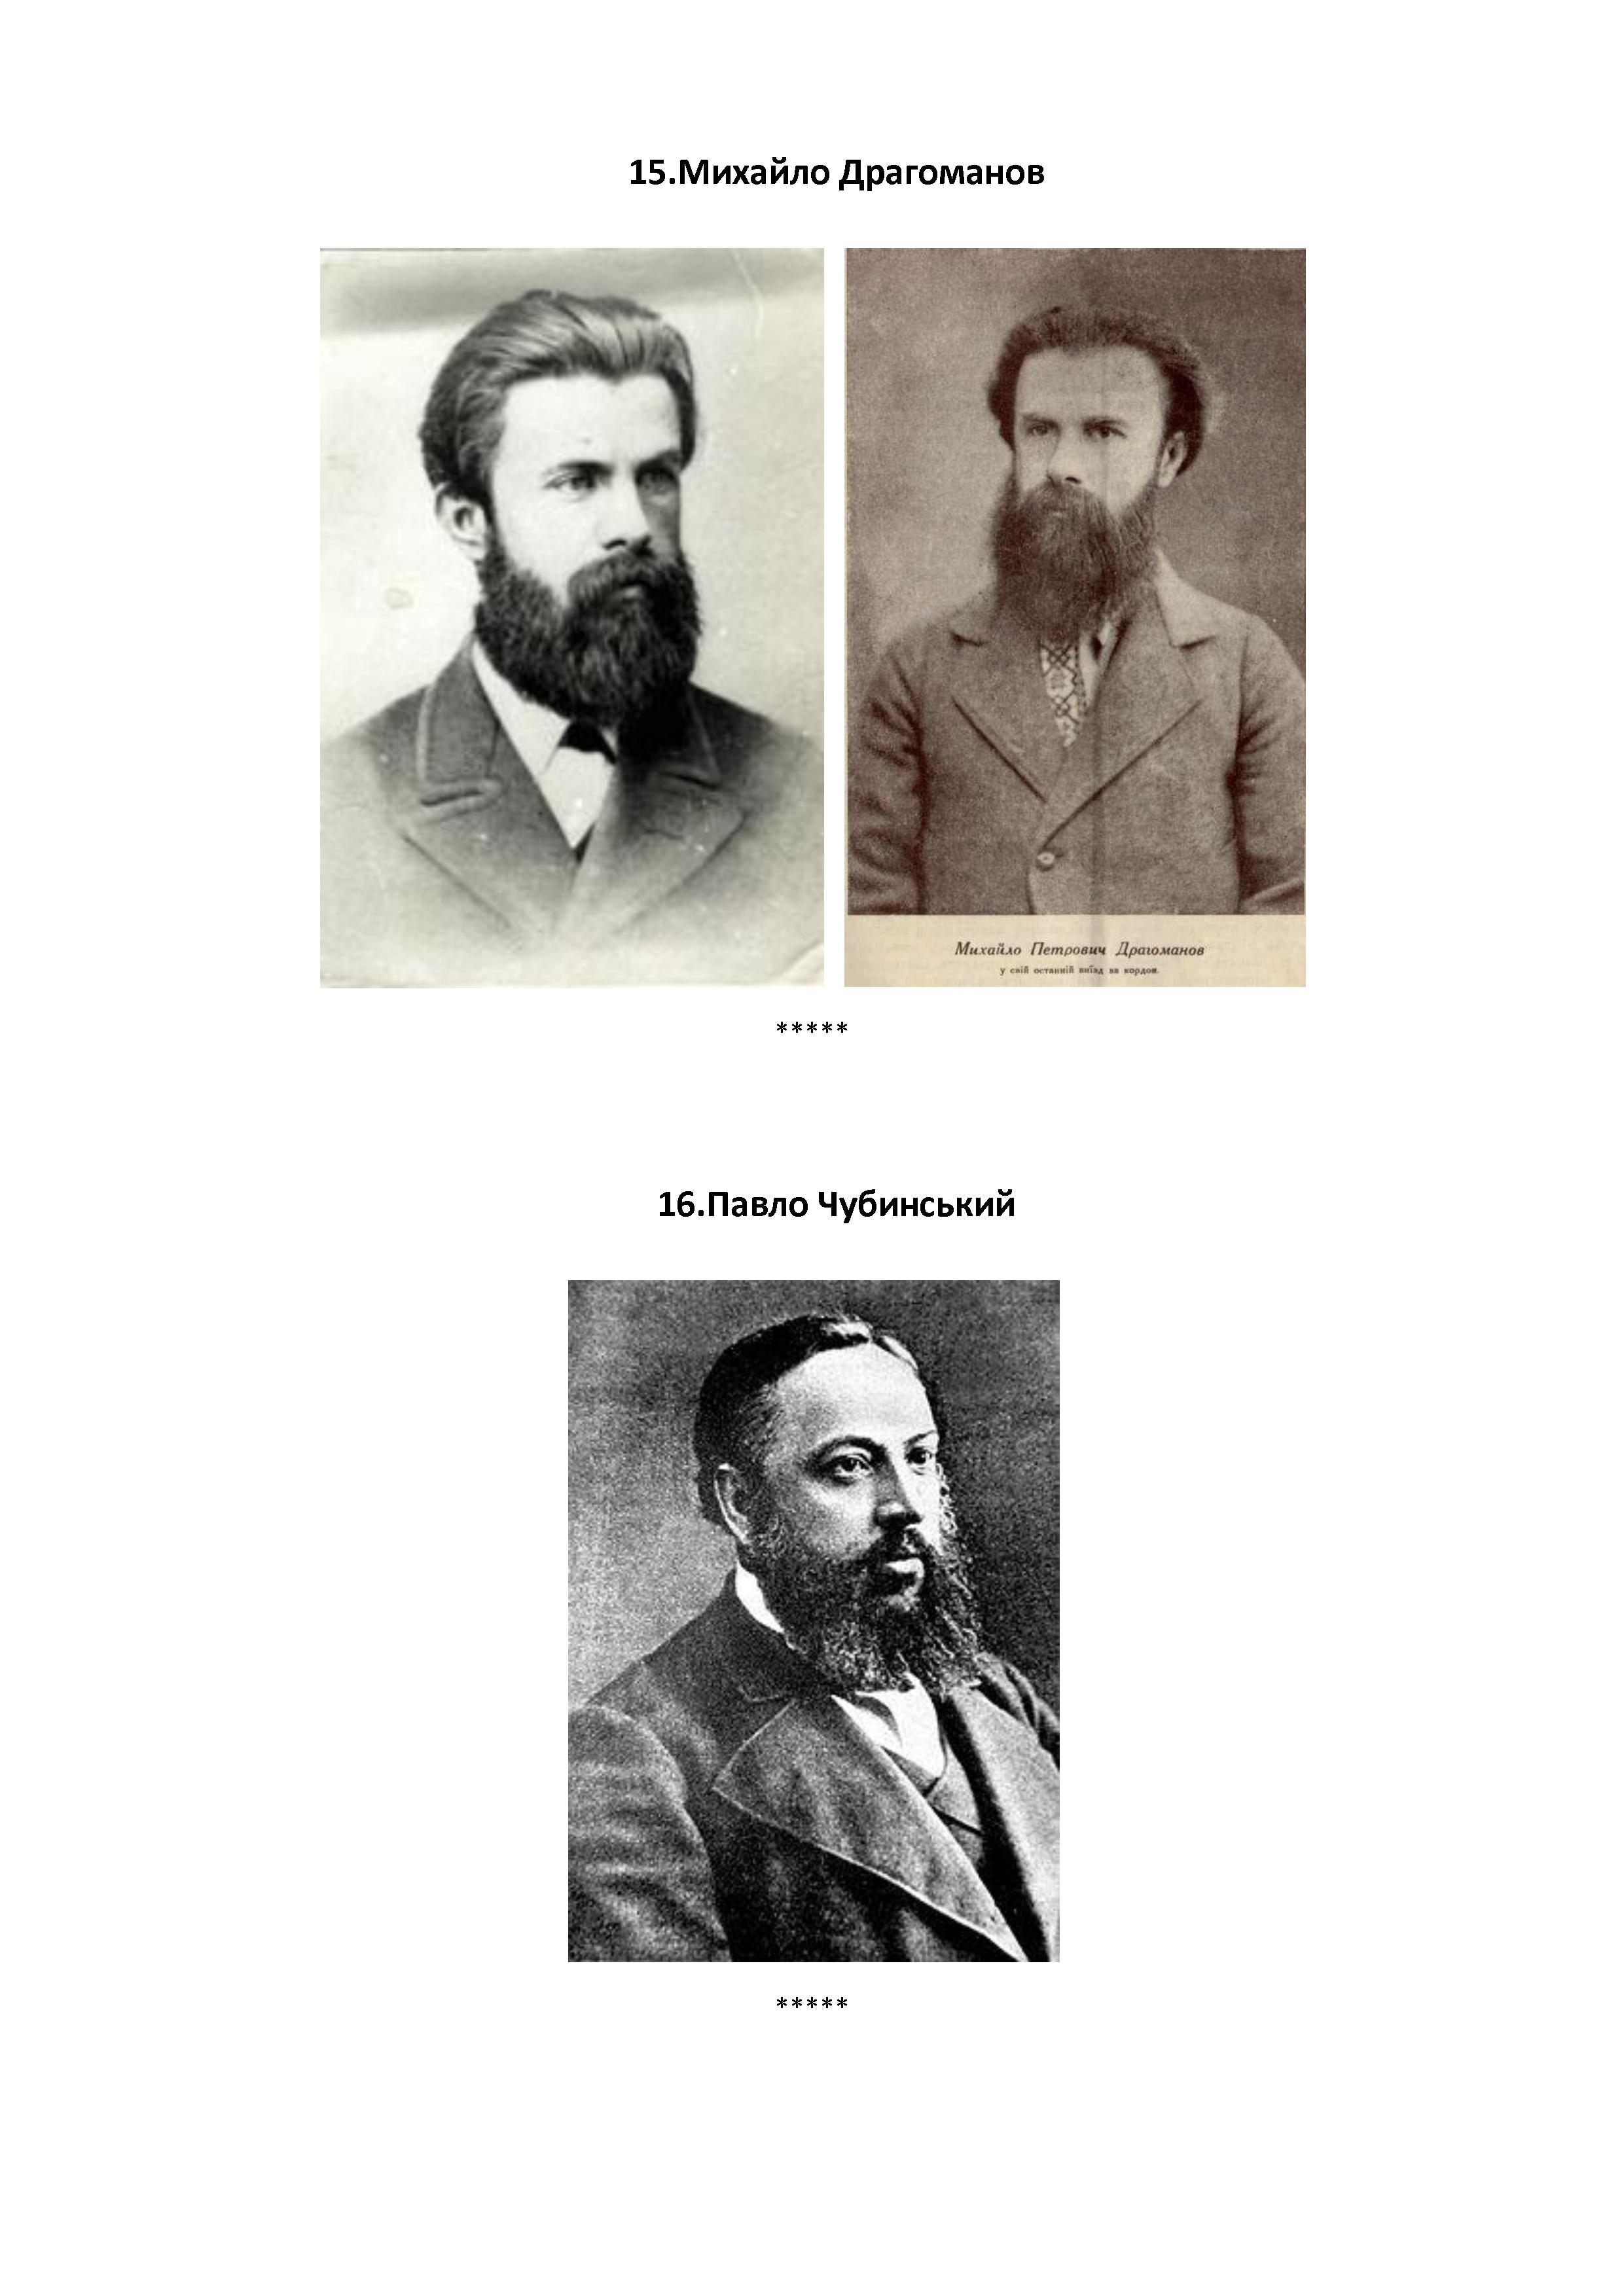 15.Михайло Драгоманов
Михайло Петрович Драгоманов
у свій останній виїзд за кордон.
*****
16.Павло Чубинський
*****